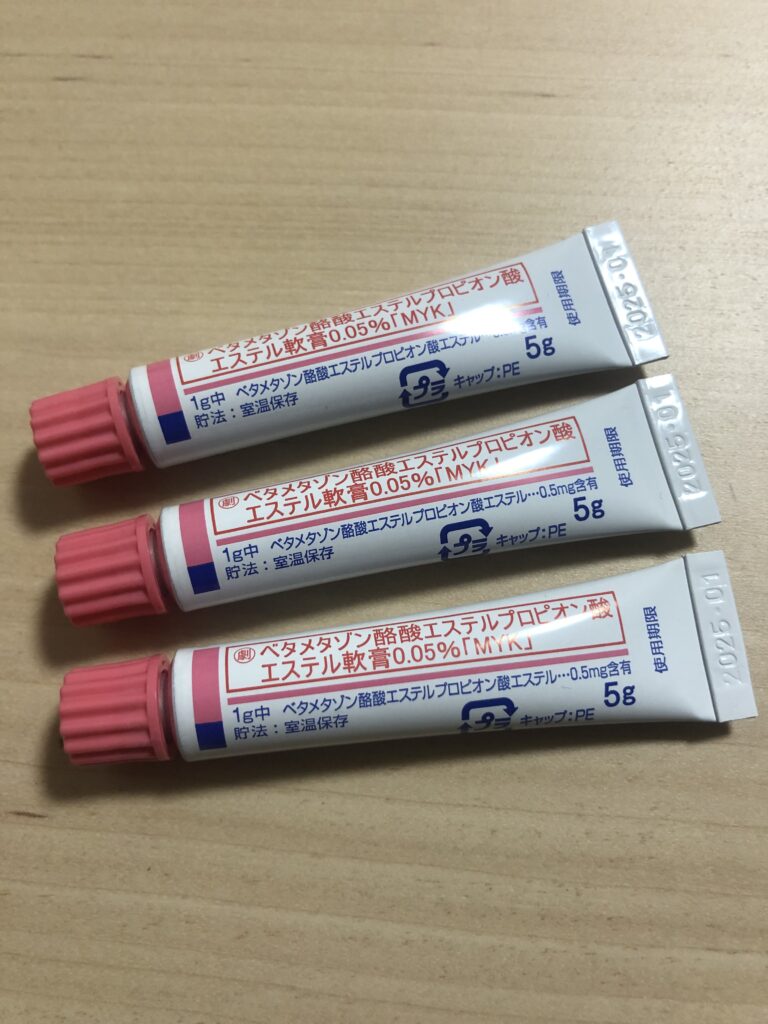 劇 ベタメタゾン酪酸エステルプロピオン酸
エステル軟膏0.05%「MYK」
1g中 ベタメタゾン酪酸エステルプロピオン酸エステル…0.5mg含有
貯法：室温保存
プラ
キャップ：PE
5g
使用期限
2025.01
劇 ベタメタゾン酪酸エステルプロピオン酸
エステル軟膏0.05%「MYK」
1g中 ベタメタゾン酪酸エステルプロピオン酸エステル…0.5mg含有
貯法：室温保存
プラ
キャップ：PE
5g
使用期限
2025.01
劇 ベタメタゾン酪酸エステルプロピオン酸
エステル軟膏0.05%「MYK」
1g中 ベタメタゾン酪酸エステルプロピオン酸エステル…0.5mg含有
貯法：室温保存
プラ
キャップ：PE
5g
使用期限
2025.01